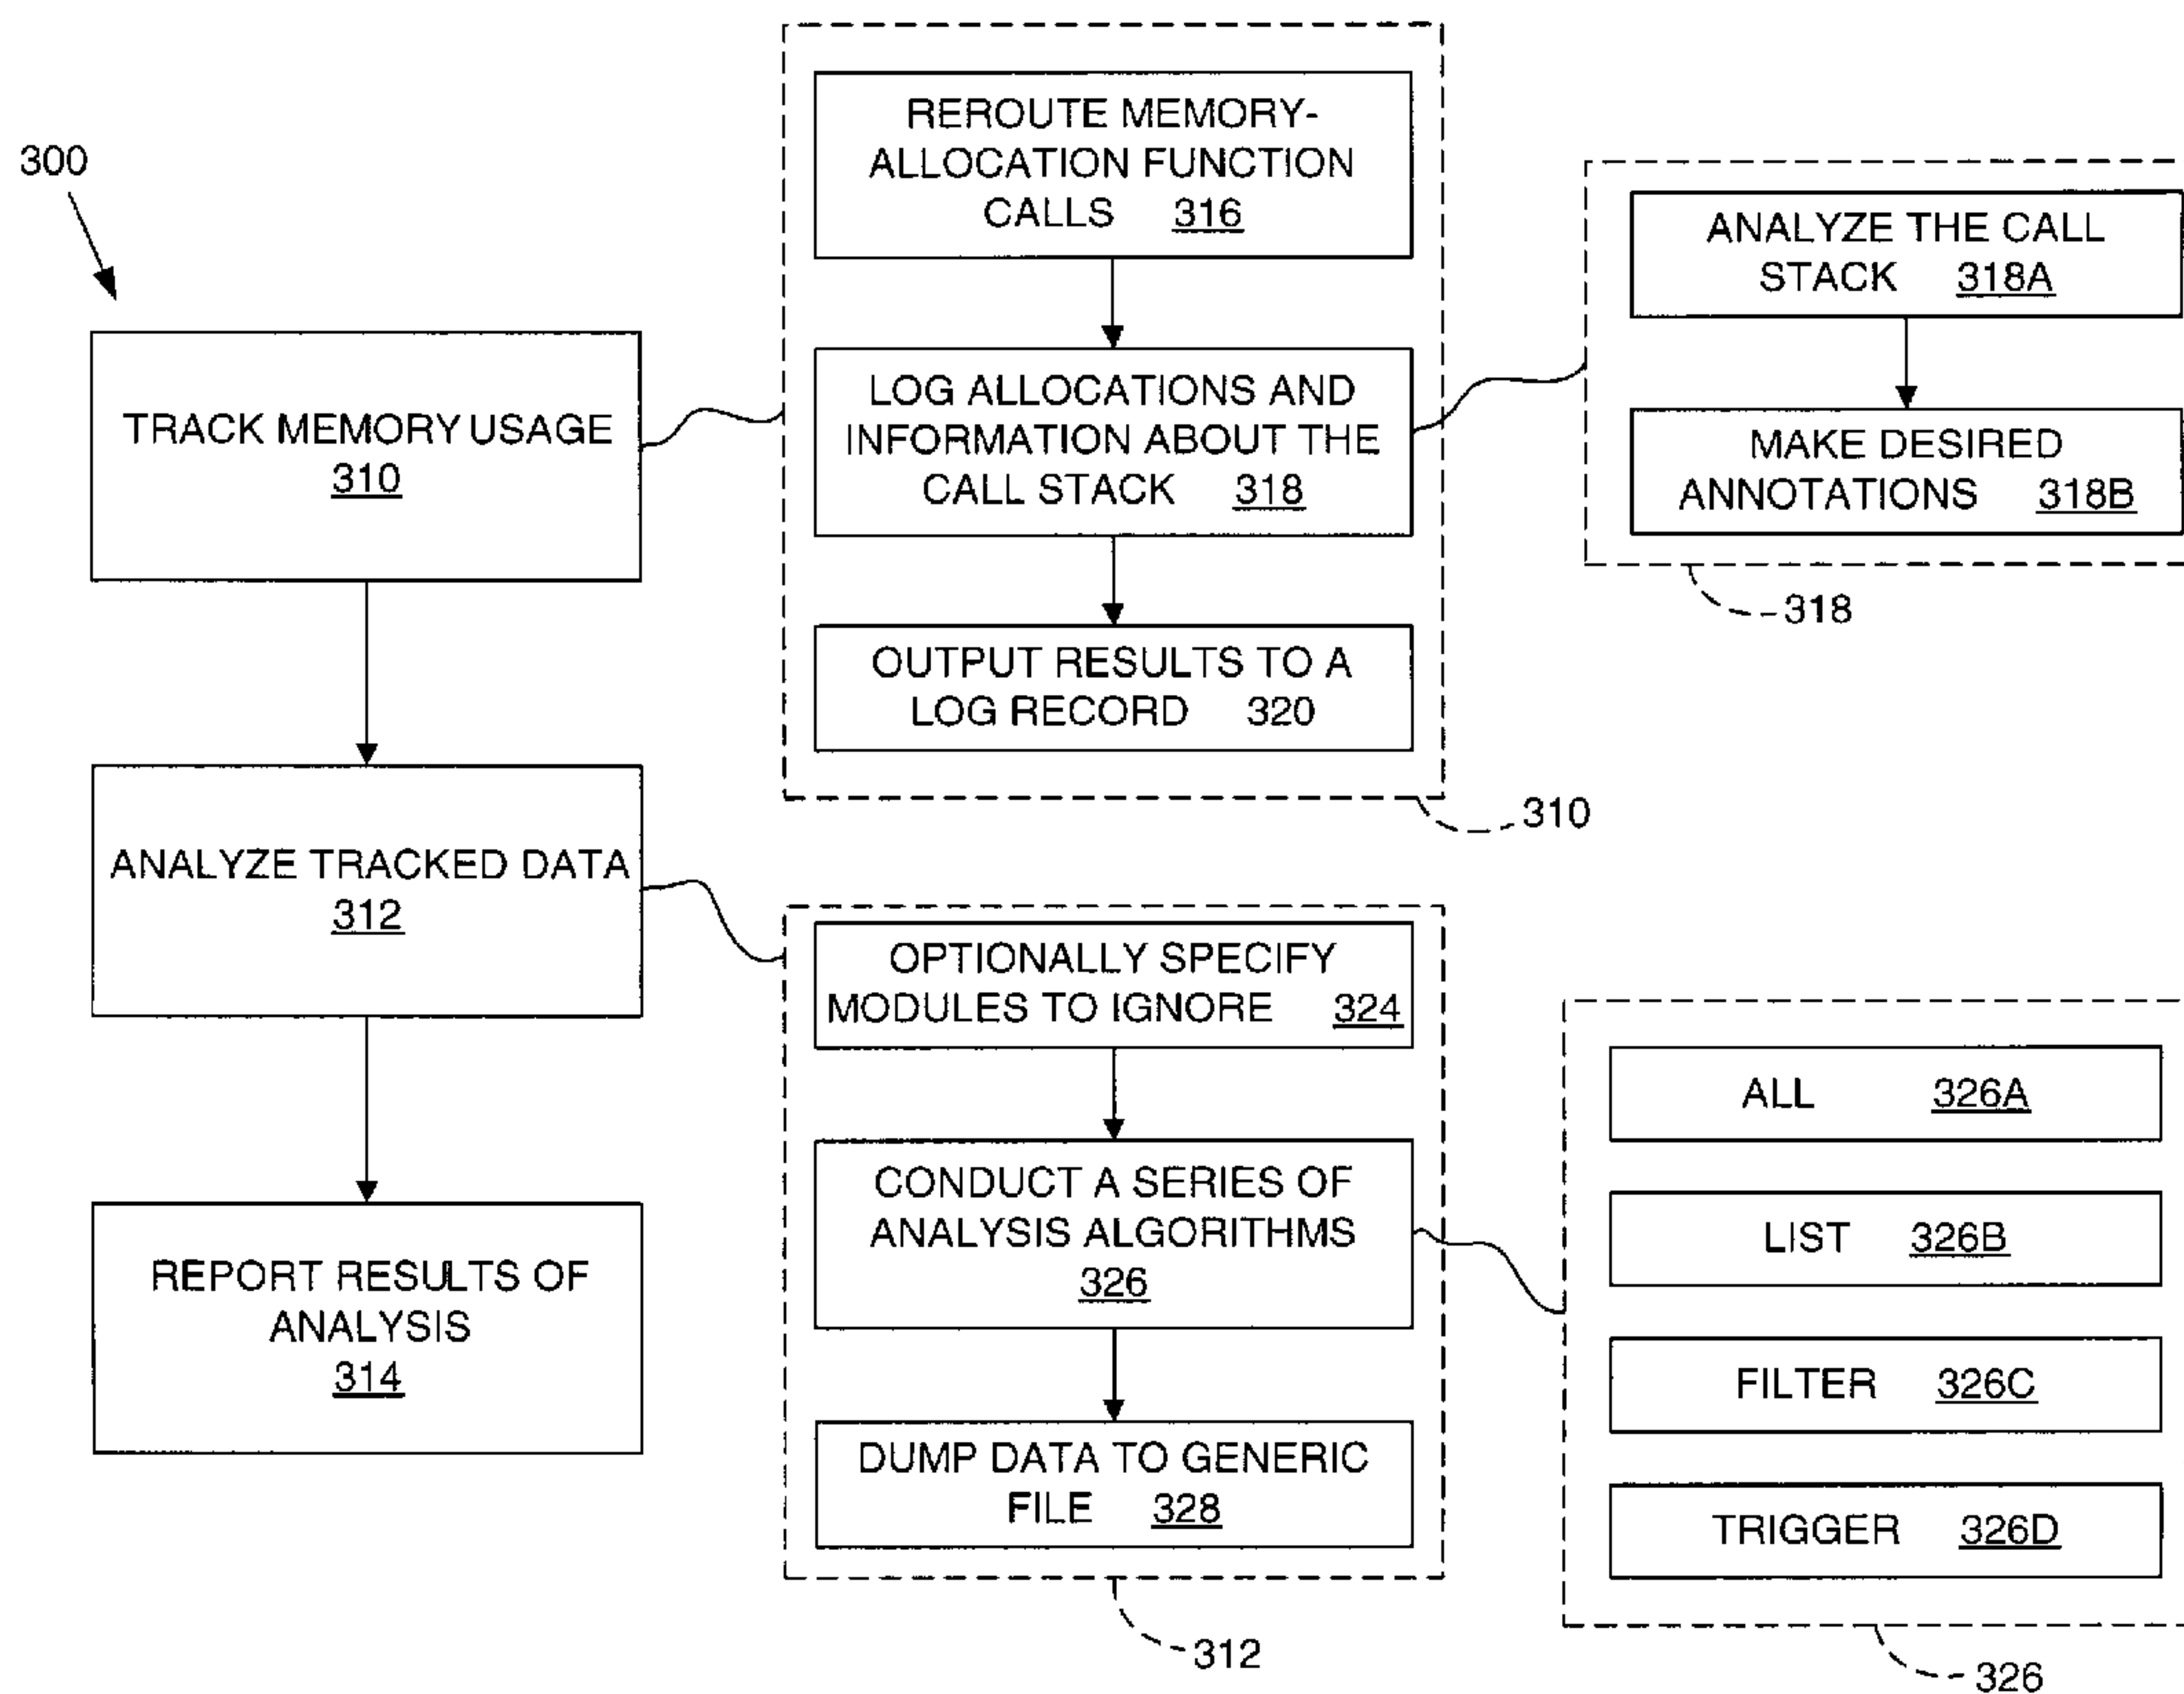 300
TRACK MEMORY USAGE
310
ANALYZE TRACKED DATA
312
REPORT RESULTS OF
ANALYSIS
314
REROUTE MEMORY-
ALLOCATION FUNCTION
CALLS 316
LOG ALLOCATIONS AND
INFORMATION ABOUT THE
CALL STACK 318
OUTPUT RESULTS TO A
LOG RECORD 320
310
ANALYZE THE CALL
STACK 318A
MAKE DESIRED
ANNOTATIONS 318B
318
OPTIONALLY SPECIFY
MODULES TO IGNORE 324
CONDUCT A SERIES OF
ANALYSIS ALGORITHMS
326
DUMP DATA TO GENERIC
FILE 328
312
ALL 326A
LIST 326B
FILTER 326C
TRIGGER 326D
326